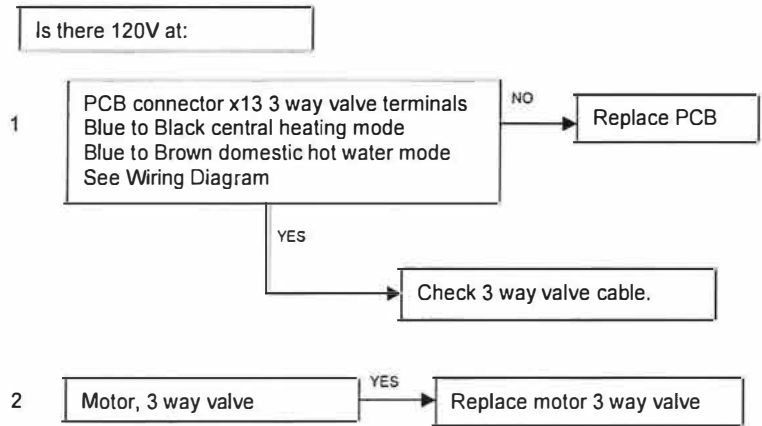 Is there 120V at:
1
PCB connector x13 3 way valve terminals
Blue to Black central heating mode
Blue to Brown domestic hot water mode
See Wiring Diagram
NO
Replace PCB
YES
Check 3 way valve cable.
2
Motor, 3 way valve
YES
Replace motor 3 way valve